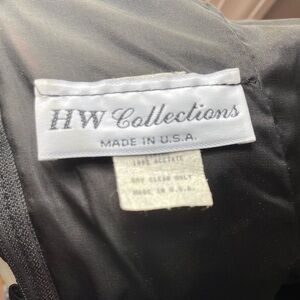 HW Collections
MADE IN U.S.A.
100% ACETATE
DRY CLEAN ONLY
MADE IN U.S.A.